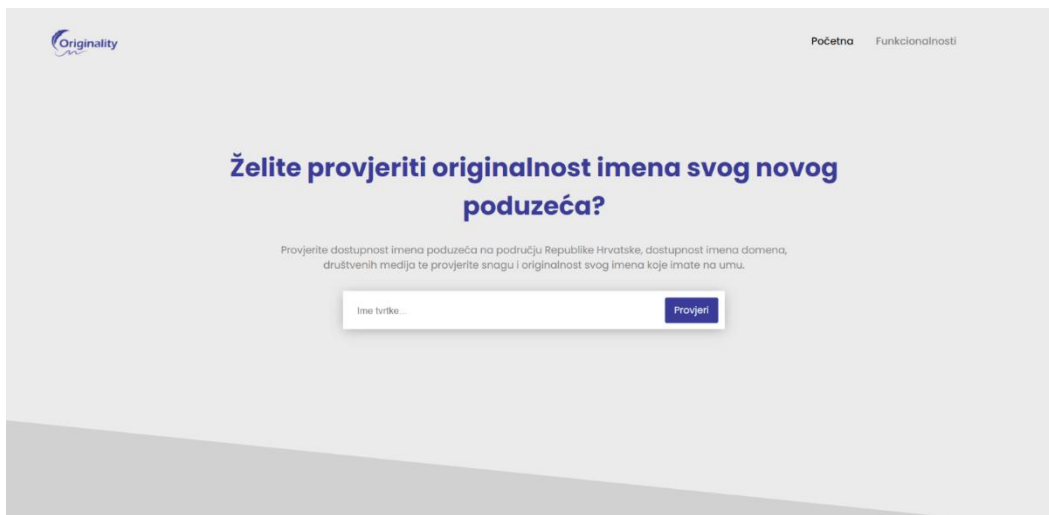 Originality
Početna
Funkcionalnosti
Želite provjeriti originalnost imena svog novog
poduzeća?
Provjerite dostupnost imena poduzeća na području Republike Hrvatske, dostupnost imena domena,
društvenih medija te provjerite snagu i originalnost svog imena koje imate na umu.
Ime tvrtke...
Provjeri